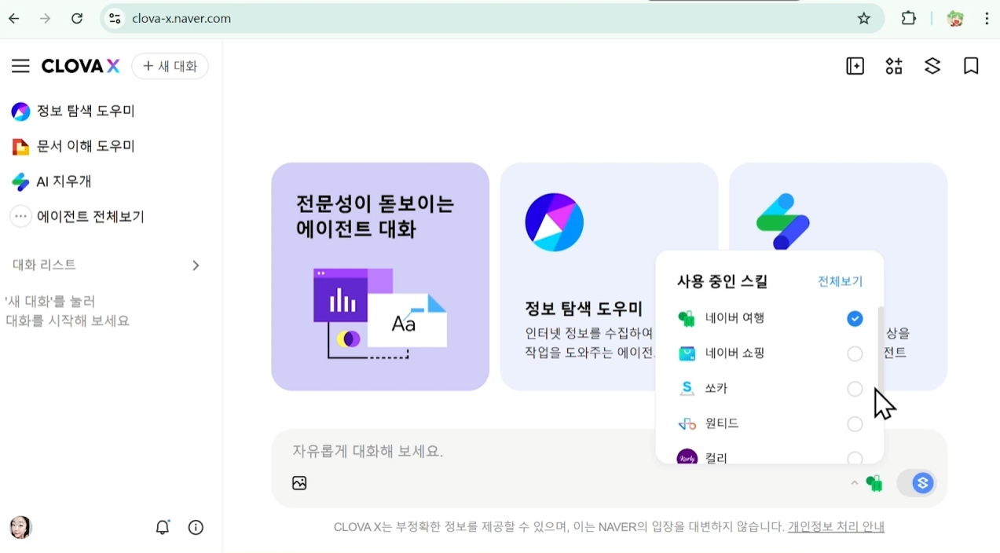 clova-x.naver.com
CLOVA X
+ 새 대화
정보 탐색 도우미
문서 이해 도우미
AI 지우개
에이전트 전체보기
대화 리스트
'새 대화'를 눌러
대화를 시작해 보세요
전문성이 돋보이는
에이전트 대화
Aa
정보 탐색 도우미
인터넷 정보를 수집하여
작업을 도와주는 에이전
상을
전트
사용 중인 스킬
전체보기
네이버 여행
네이버 쇼핑
S
쏘카
원티드
Kurly
컬리
자유롭게 대화해 보세요.
CLOVA X는 부정확한 정보를 제공할 수 있으며, 이는 NAVER의 입장을 대변하지 않습니다. 개인정보 처리 안내